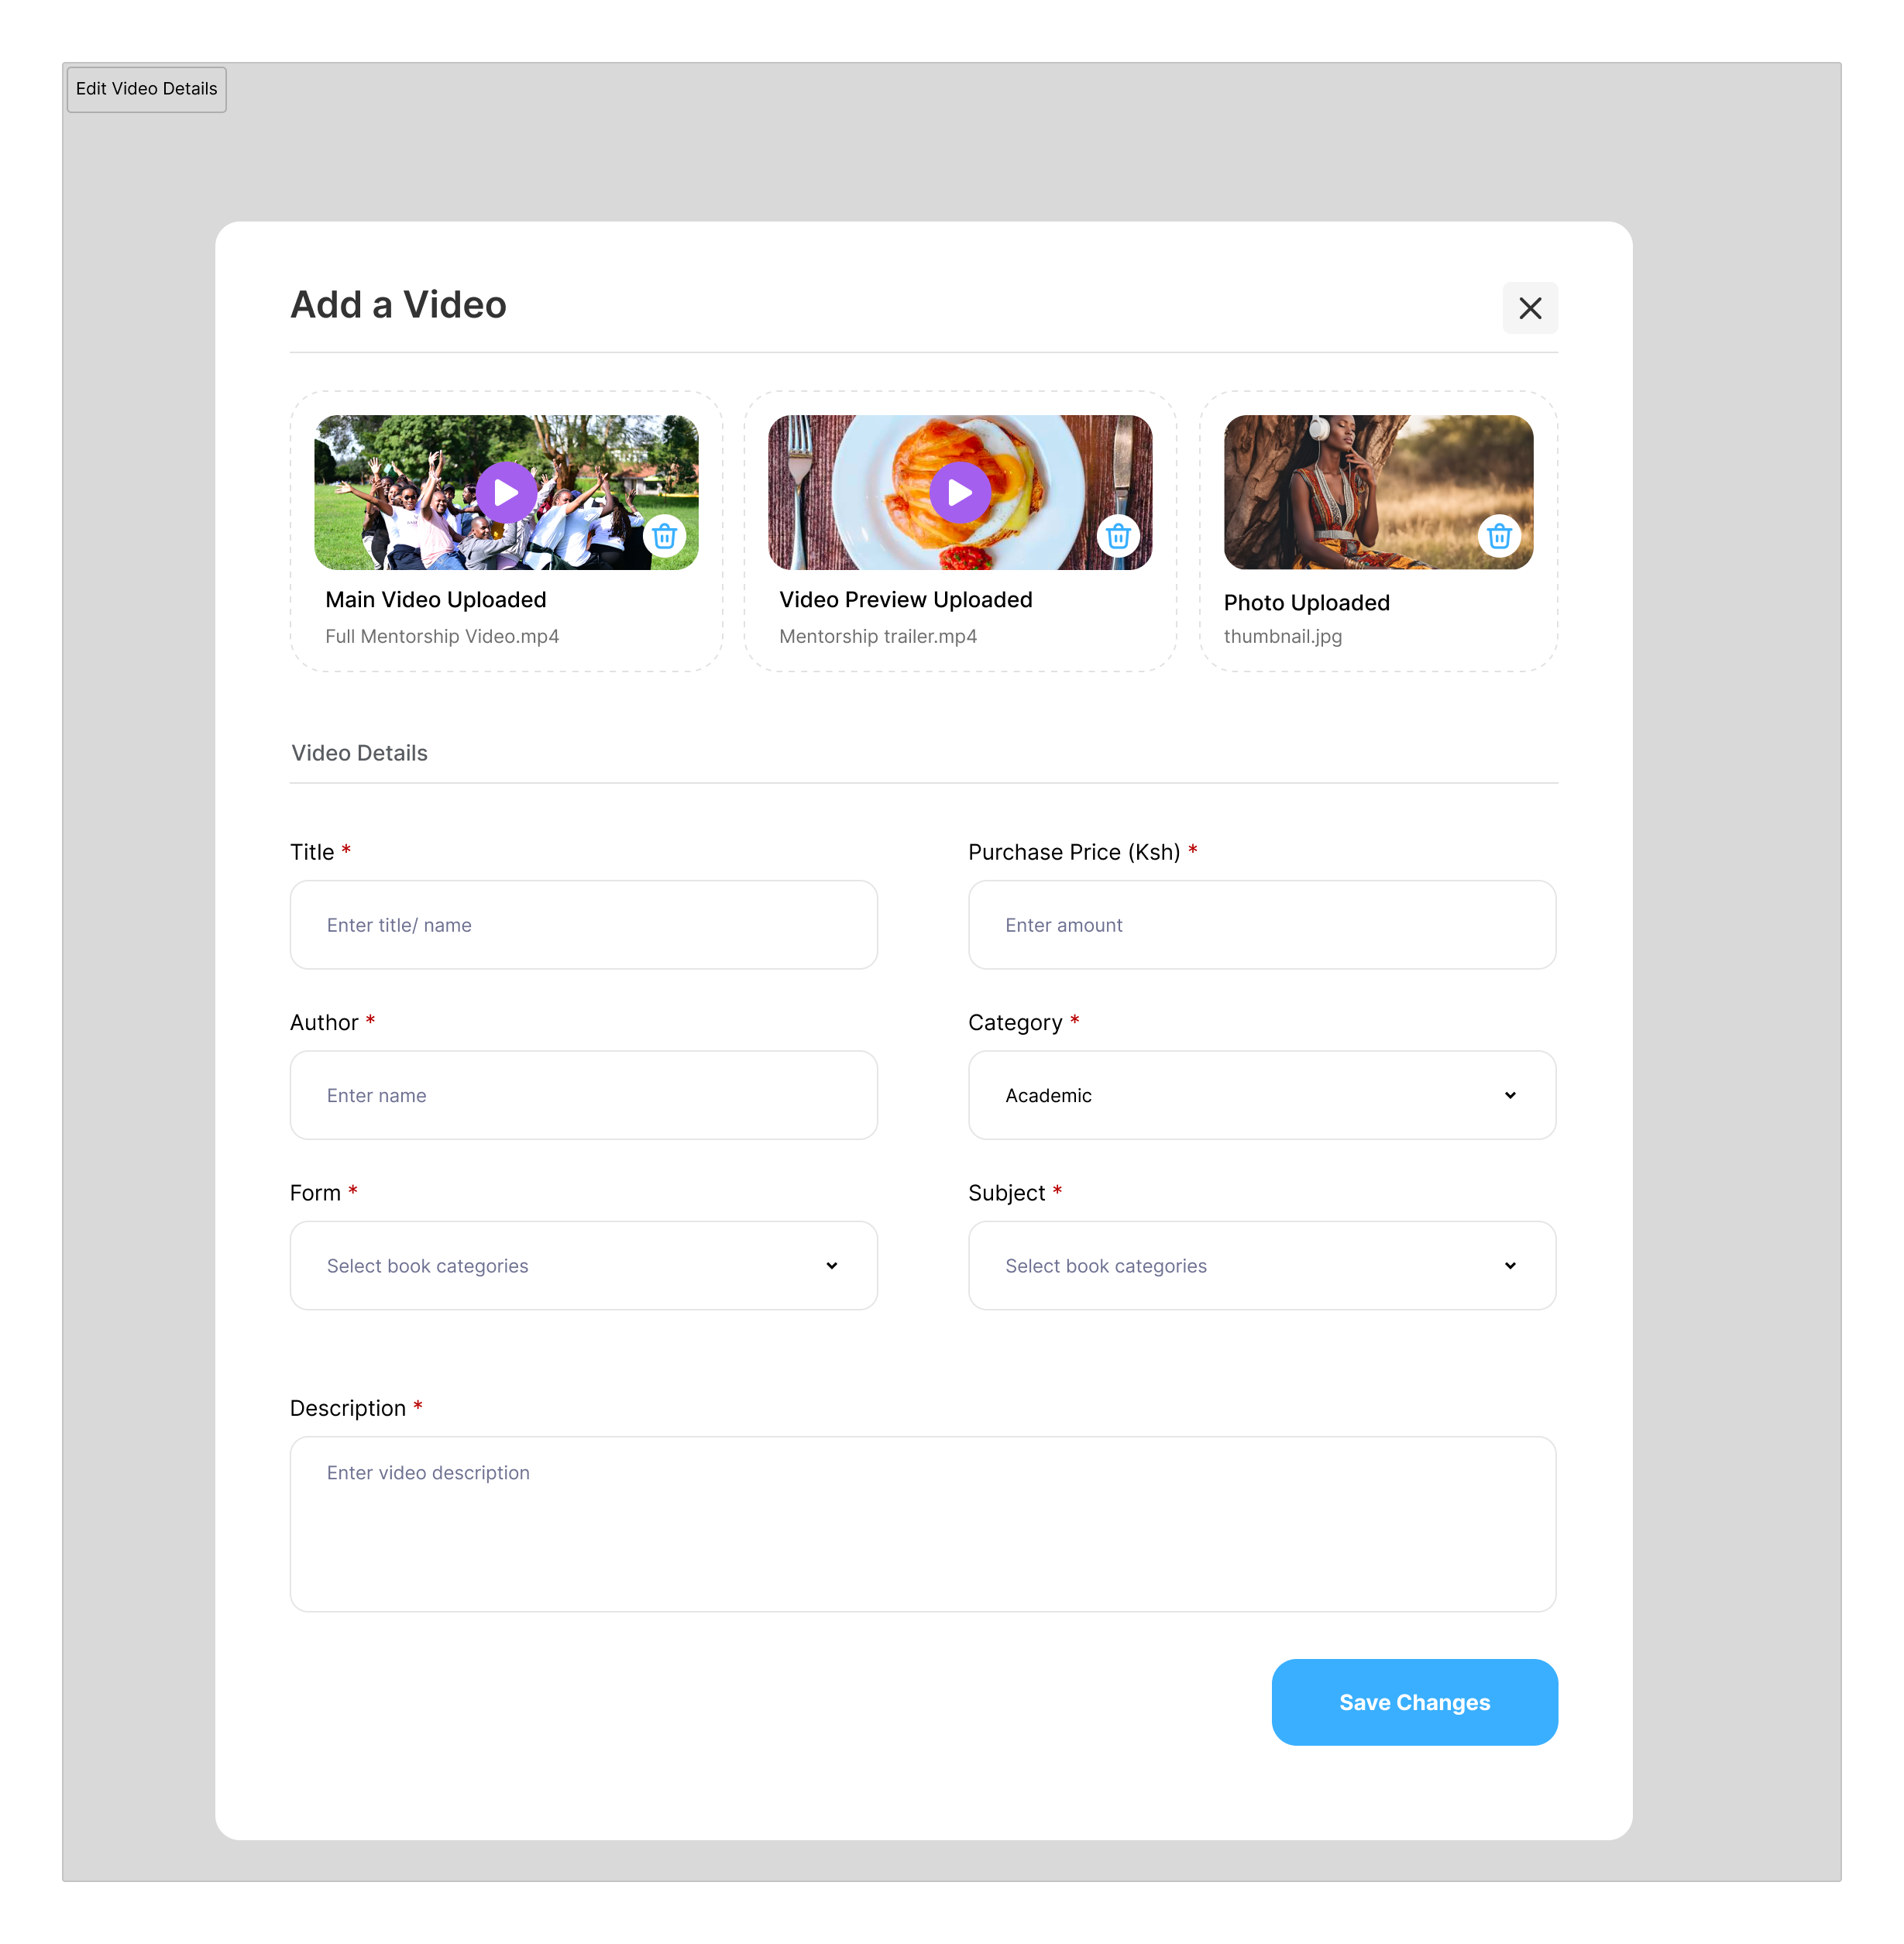 Edit Video Details
Add a Video
Main Video Uploaded
Full Mentorship Video.mp4
Video Preview Uploaded
Mentorship trailer.mp4
Photo Uploaded
thumbnail.jpg
Video Details
Title *
Purchase Price (Ksh) *
Enter title/ name
Enter amount
Author *
Category *
Enter name
Academic
Form *
Subject *
Select book categories
Select book categories
Description *
Enter video description
Save Changes